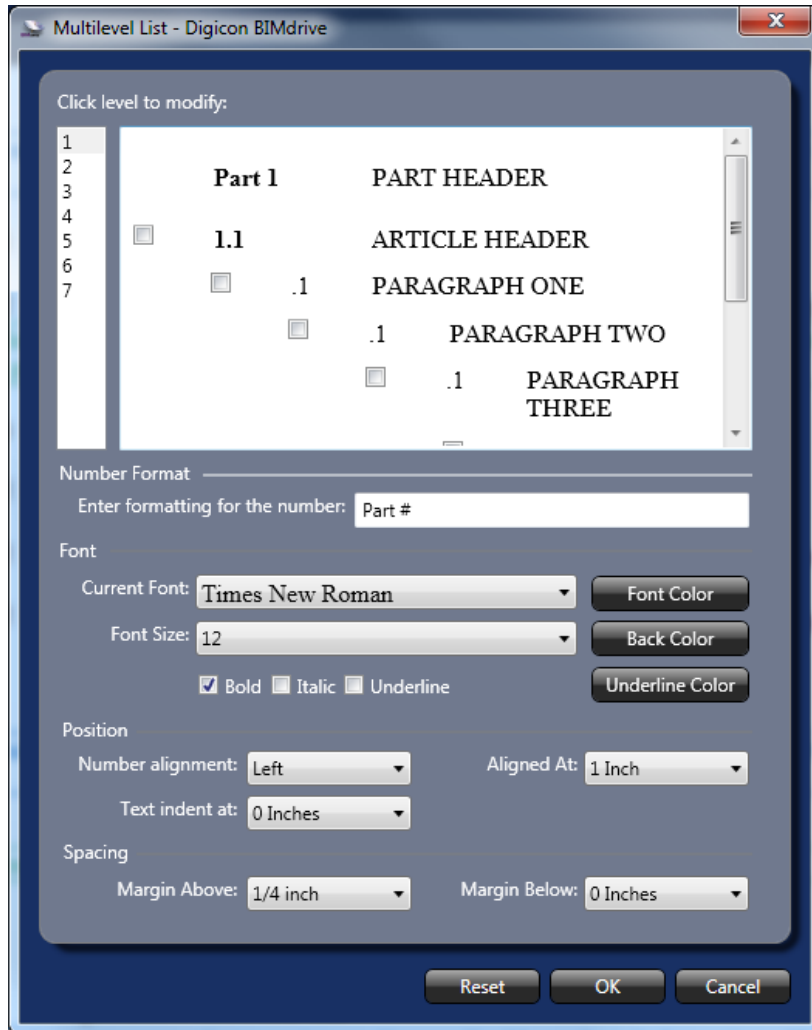 Multilevel List - Digicon BIMdrive
Click level to modify:
1
2
3
4
5
6
7
Part 1 PART HEADER
1.1 ARTICLE HEADER
.1 PARAGRAPH ONE
.1 PARAGRAPH TWO
.1 PARAGRAPH
THREE
Number Format
Enter formatting for the number: Part #
Font
Current Font: Times New Roman Font Color
Font Size: 12 Back Color
Bold Italic Underline Underline Color
Position
Number alignment: Left Aligned At: 1 Inch
Text indent at: 0 Inches
Spacing
Margin Above: 1/4 inch Margin Below: 0 Inches
Reset OK Cancel